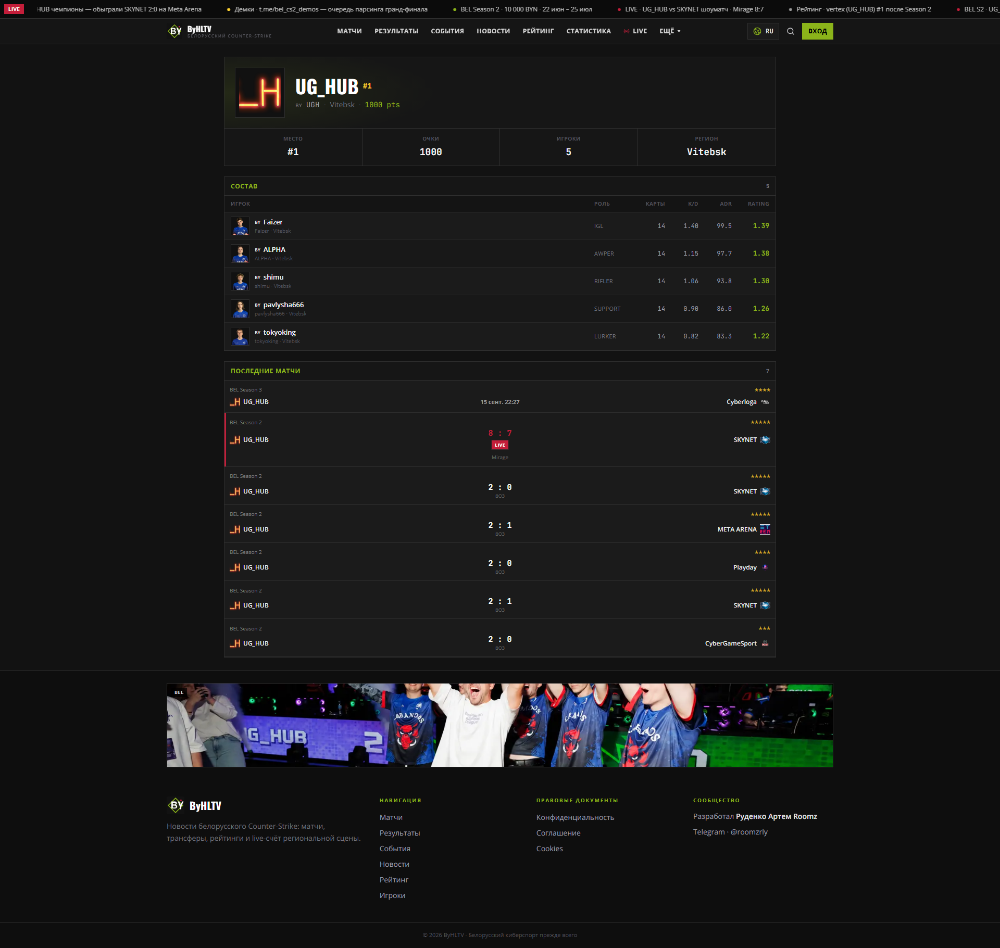 LIVE
HUB чемпионы — обыграли SKYNET 2:0 на Meta Arena
Демки · t.me/bel_cs2_demos — очередь парсинга гранд-финала
BEL Season 2 · 10 000 BYN · 22 июн – 25 июл
LIVE · UG_HUB vs SKYNET шоуматч · Mirage 8:7
Рейтинг · vertex (UG_HUB) #1 после Season 2
BEL S2 · UG_
BY ByHLTV
БЕЛОРУССКИЙ COUNTER-STRIKE
МАТЧИ РЕЗУЛЬТАТЫ СОБЫТИЯ НОВОСТИ РЕЙТИНГ СТАТИСТИКА LIVE ЕЩЁ
RU
ВХОД
_H
UG_HUB #1
BY UGH · Vitebsk · 1000 pts
МЕСТО ОЧКИ ИГРОКИ РЕГИОН
#1 1000 5 Vitebsk
СОСТАВ 5
ИГРОК РОЛЬ КАРТЫ K/D ADR RATING
BY Faizer
Faizer · Vitebsk
IGL 14 1.40 99.5 1.39
BY ALPHA
ALPHA · Vitebsk
AWPER 14 1.15 97.7 1.38
BY shimu
shimu · Vitebsk
RIFLER 14 1.06 93.8 1.30
BY pavlysha666
pavlysha666 · Vitebsk
SUPPORT 14 0.90 86.0 1.26
BY tokyoking
tokyoking · Vitebsk
LURKER 14 0.82 83.3 1.22
ПОСЛЕДНИЕ МАТЧИ 7
BEL Season 3 ★★★★
_H UG_HUB 15 сент. 22:27 Cyberloga
BEL Season 2 ★★★★★
8 : 7
_H UG_HUB LIVE SKYNET
Mirage
BEL Season 2 ★★★★★
_H UG_HUB 2 : 0 SKYNET
BO3
BEL Season 2 ★★★★★
_H UG_HUB 2 : 1 META ARENA
BO3
BEL Season 2 ★★★★
_H UG_HUB 2 : 0 Playday
BO3
BEL Season 2 ★★★★★
_H UG_HUB 2 : 1 SKYNET
BO3
BEL Season 2 ★★★
_H UG_HUB 2 : 0 CyberGameSport
BO3
BEL
IG_HUB
2
BY ByHLTV
Новости белорусского Counter-Strike: матчи,
трансферы, рейтинги и live-счёт региональной сцены.
НАВИГАЦИЯ
Матчи
Результаты
События
Новости
Рейтинг
Игроки
ПРАВОВЫЕ ДОКУМЕНТЫ
Конфиденциальность
Соглашение
Cookies
СООБЩЕСТВО
Разработал Руденко Артем Roomz
Telegram · @roomzrly
© 2026 ByHLTV · Белорусский киберспорт прежде всего